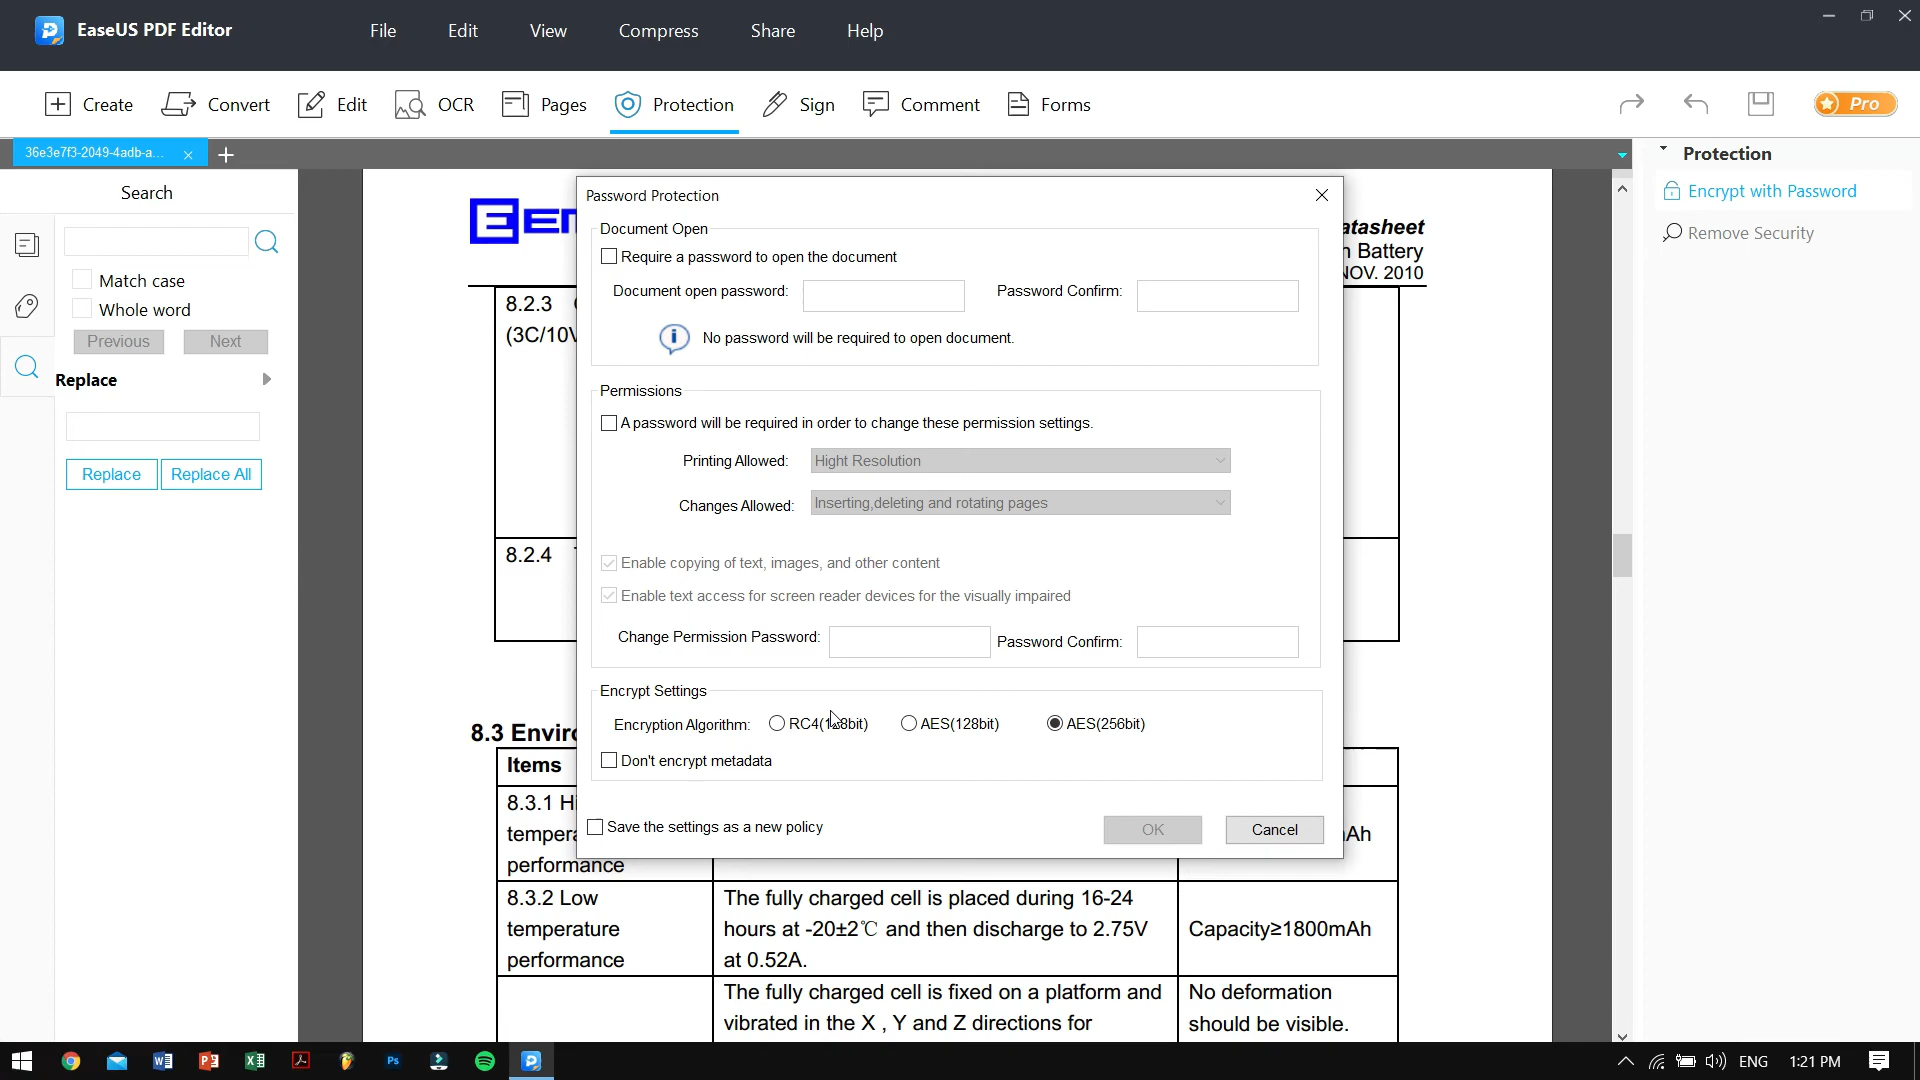 EaseUS PDF Editor
File Edit View Compress Share Help
Create Convert Edit OCR Pages Protection Sign Comment Forms Pro
36e3e7f3-2049-4adb-a...
Search
Match case
Whole word
Previous Next
Replace
Replace Replace All
atasheet
Battery
NOV. 2010
8.2.3
(3C/10V
8.2.4
8.3
Items
8.3.1
performance
8.3.2 Low
temperature
performance
The fully charged cell is placed during 16-24
hours at -20±2℃ and then discharge to 2.75V
at 0.52A.
Capacity≥1800mAh
The fully charged cell is fixed on a platform and
vibrated in the X , Y and Z directions for
No deformation
should be visible.
Password Protection
Document Open
Require a password to open the document
Document open password: Password Confirm:
No password will be required to open document.
Permissions
A password will be required in order to change these permission settings.
Printing Allowed: Hight Resolution
Changes Allowed: Inserting,deleting and rotating pages
Enable copying of text, images, and other content
Enable text access for screen reader devices for the visually impaired
Change Permission Password: Password Confirm:
Encrypt Settings
Encryption Algorithm: RC4(128bit) AES(128bit) AES(256bit)
Don't encrypt metadata
Save the settings as a new policy
OK Cancel
Protection
Encrypt with Password
Remove Security
ENG 1:21 PM